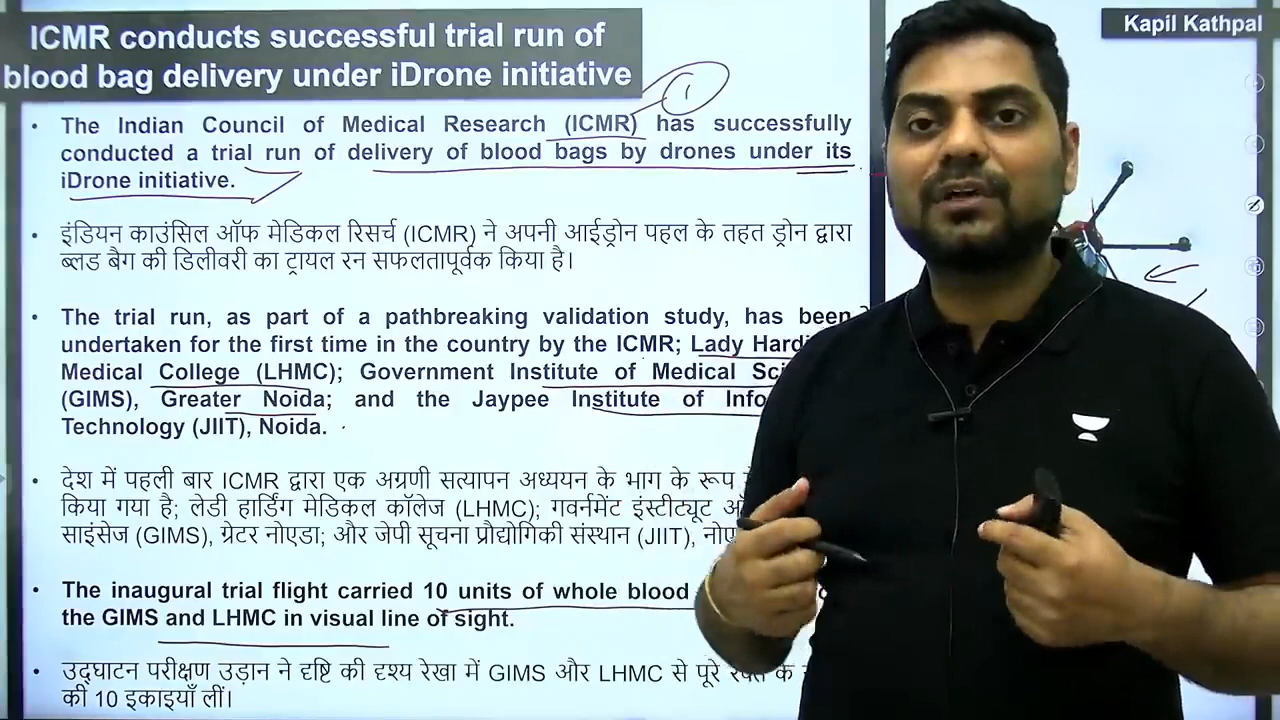 ICMR conducts successful trial run of
blood bag delivery under iDrone initiative
Kapil Kathpal
1
• The Indian Council of Medical Research (ICMR) has successfully
conducted a trial run of delivery of blood bags by drones under its
iDrone initiative.
• इंडियन काउंसिल ऑफ मेडिकल रिसर्च (ICMR) ने अपनी आईड्रोन पहल के तहत ड्रोन द्वारा
ब्लड बैग की डिलीवरी का ट्रायल रन सफलतापूर्वक किया है।
• The trial run, as part of a pathbreaking validation study, has been
undertaken for the first time in the country by the ICMR; Lady
Medical College (LHMC); Government Institute of Medical
(GIMS), Greater Noida; and the Jaypee Institute of
Technology (JIIT), Noida.
• देश में पहली बार ICMR द्वारा एक अग्रणी सत्यापन अध्ययन के भाग के रूप
किया गया है; लेडी हार्डिंग मेडिकल कॉलेज (LHMC); गवर्नमेंट इंस्टीट्यूट
साइंसेज (GIMS), ग्रेटर नोएडा; और जेपी सूचना प्रौद्योगिकी संस्थान (JIIT),
• The inaugural trial flight carried 10 units of whole blood
the GIMS and LHMC in visual line of sight.
• उद्घाटन परीक्षण उड़ान ने दृष्टि की दृश्य रेखा में GIMS और LHMC से पूरे रक्त के
की 10 इकाइयाँ लीं।